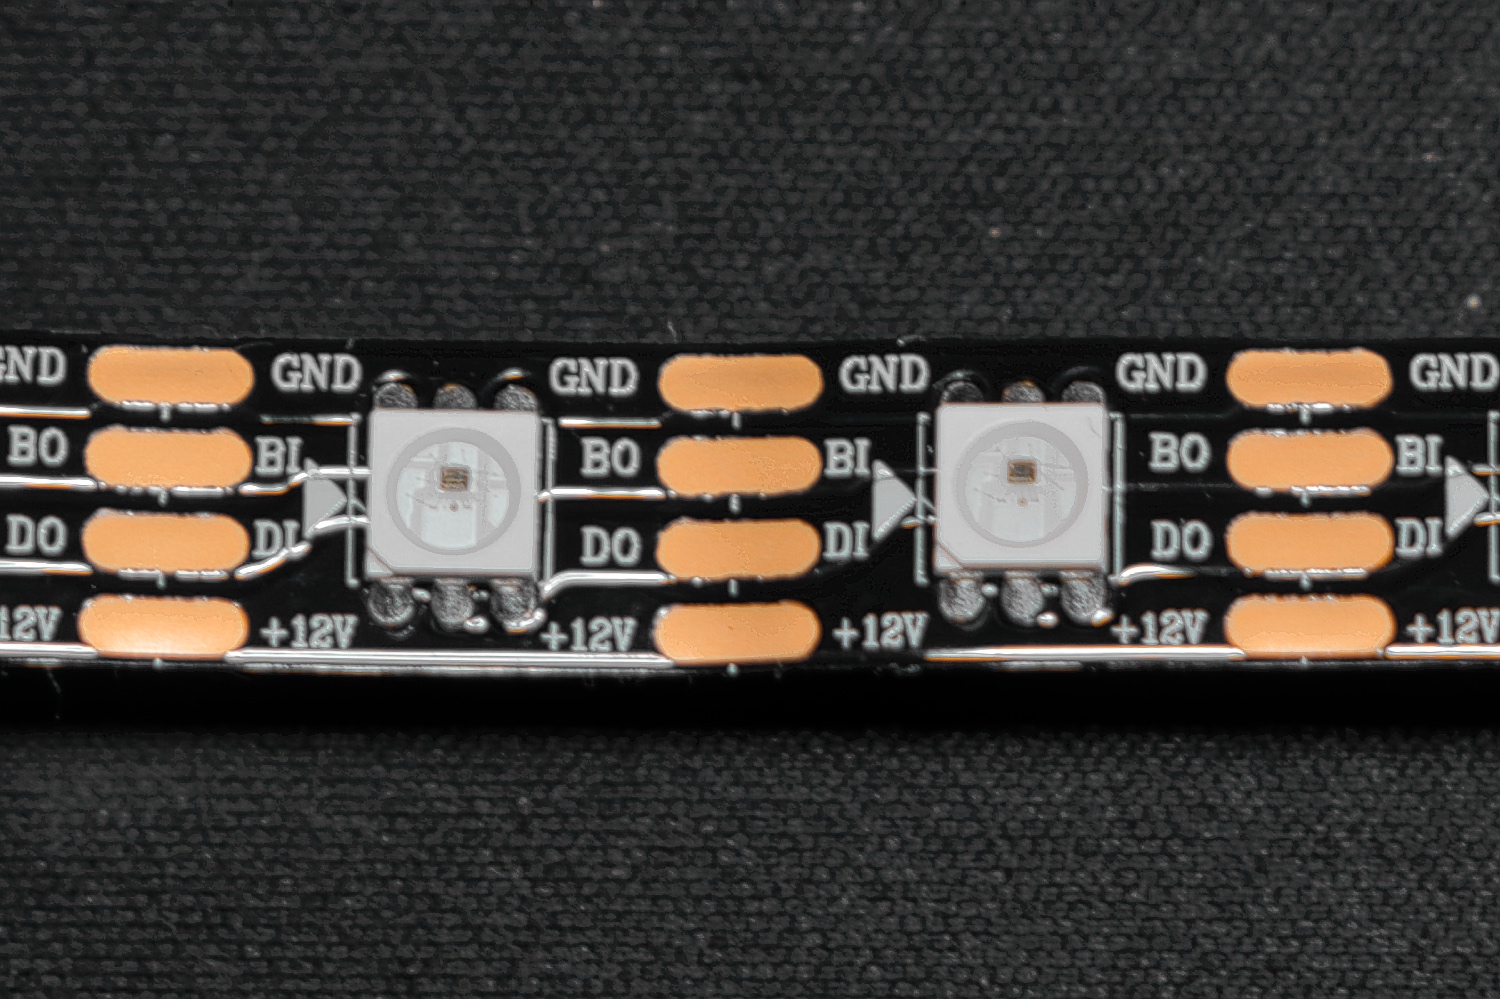 GND GND GND GND GND GND
BO BI BO BI BO BI
DO DI DO DI DO DI
12V +12V +12V +12V +12V +12V